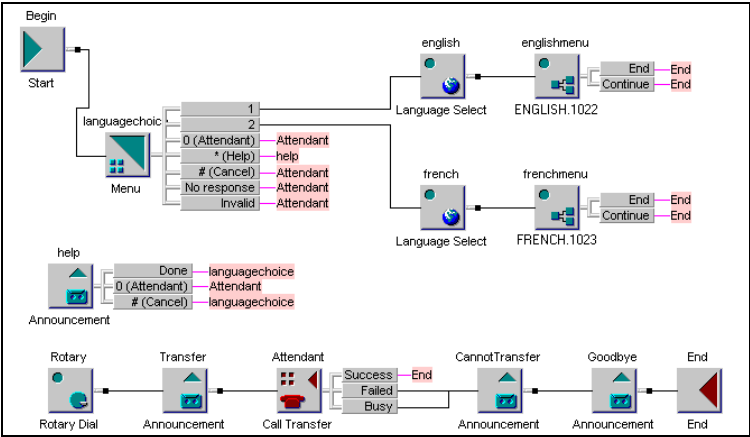 Begin
Start
languagechoic
Menu
1
2
0 (Attendant) Attendant
* (Help) help
# (Cancel) Attendant
No response Attendant
Invalid Attendant
english
Language Select
englishmenu
ENGLISH.1022
End End
Continue End
french
Language Select
frenchmenu
FRENCH.1023
End End
Continue End
help
Announcement
Done languagechoice
0 (Attendant) Attendant
# (Cancel) languagechoice
Rotary
Rotary Dial
Transfer
Announcement
Attendant
Call Transfer
Success End
Failed
Busy
CannotTransfer
Announcement
Goodbye
Announcement
End
End